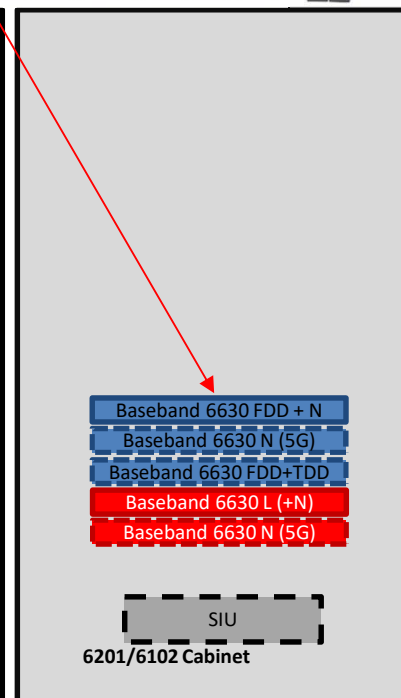 Baseband 6630 FDD + N
Baseband 6630 N (5G)
Baseband 6630 FDD+TDD
Baseband 6630 L (+N)
Baseband 6630 N (5G)
SIU
6201/6102 Cabinet